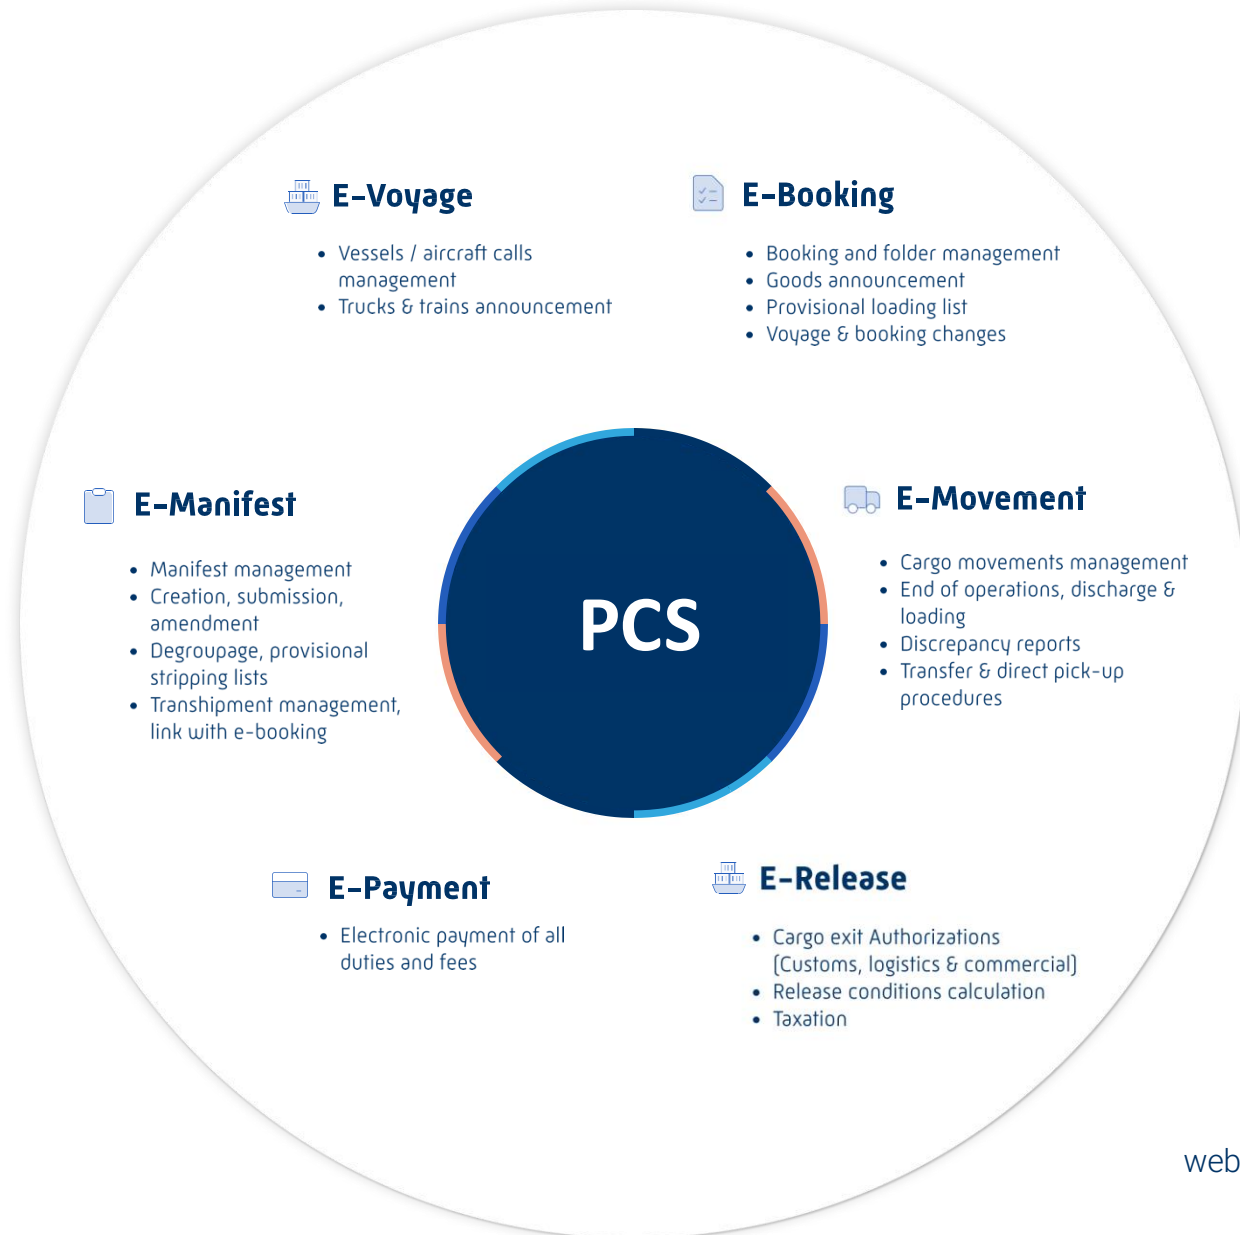 E-Voyage
• Vessels / aircraft calls
management
• Trucks & trains announcement
E-Booking
• Booking and folder management
• Goods announcement
• Provisional loading list
• Voyage & booking changes
E-Manifest
• Manifest management
• Creation, submission,
amendment
• Degroupage, provisional
stripping lists
• Transhipment management,
link with e-booking
PCS
E-Movement
• Cargo movements management
• End of operations, discharge &
loading
• Discrepancy reports
• Transfer & direct pick-up
procedures
E-Payment
• Electronic payment of all
duties and fees
E-Release
• Cargo exit Authorizations
(Customs, logistics & commercial)
• Release conditions calculation
• Taxation
web